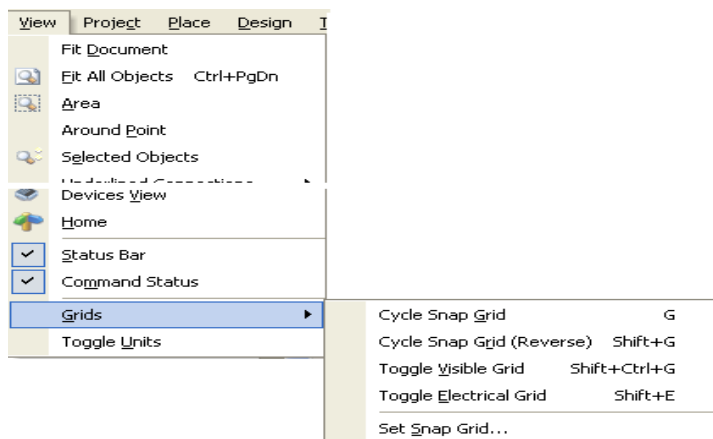 View Project Place Design
Fit Document
Fit All Objects Ctrl+PgDn
Area
Around Point
Selected Objects
Devices View
Home
Status Bar
Command Status
Grids
Toggle Units
Cycle Snap Grid G
Cycle Snap Grid (Reverse) Shift+G
Toggle Visible Grid Shift+Ctrl+G
Toggle Electrical Grid Shift+E
Set Snap Grid...